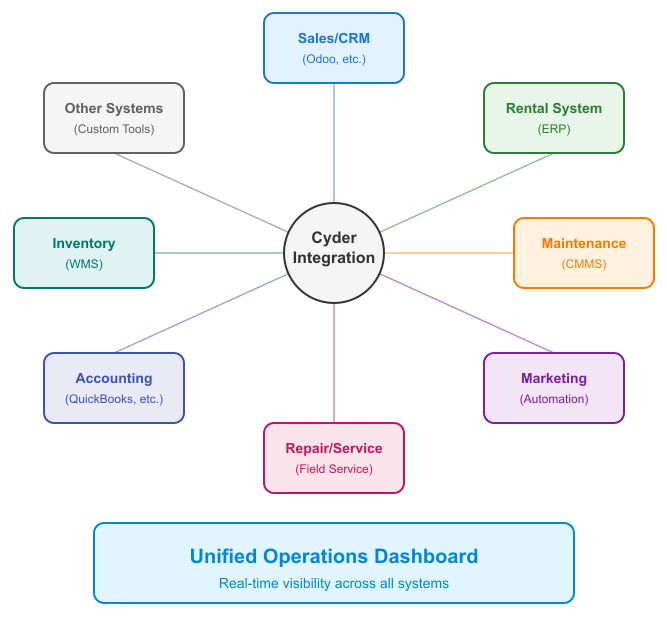 Sales/CRM
(Odoo, etc.)
Other Systems
(Custom Tools)
Rental System
(ERP)
Cyder
Integration
Inventory
(WMS)
Maintenance
(CMMS)
Accounting
(QuickBooks, etc.)
Marketing
(Automation)
Repair/Service
(Field Service)
Unified Operations Dashboard
Real-time visibility across all systems